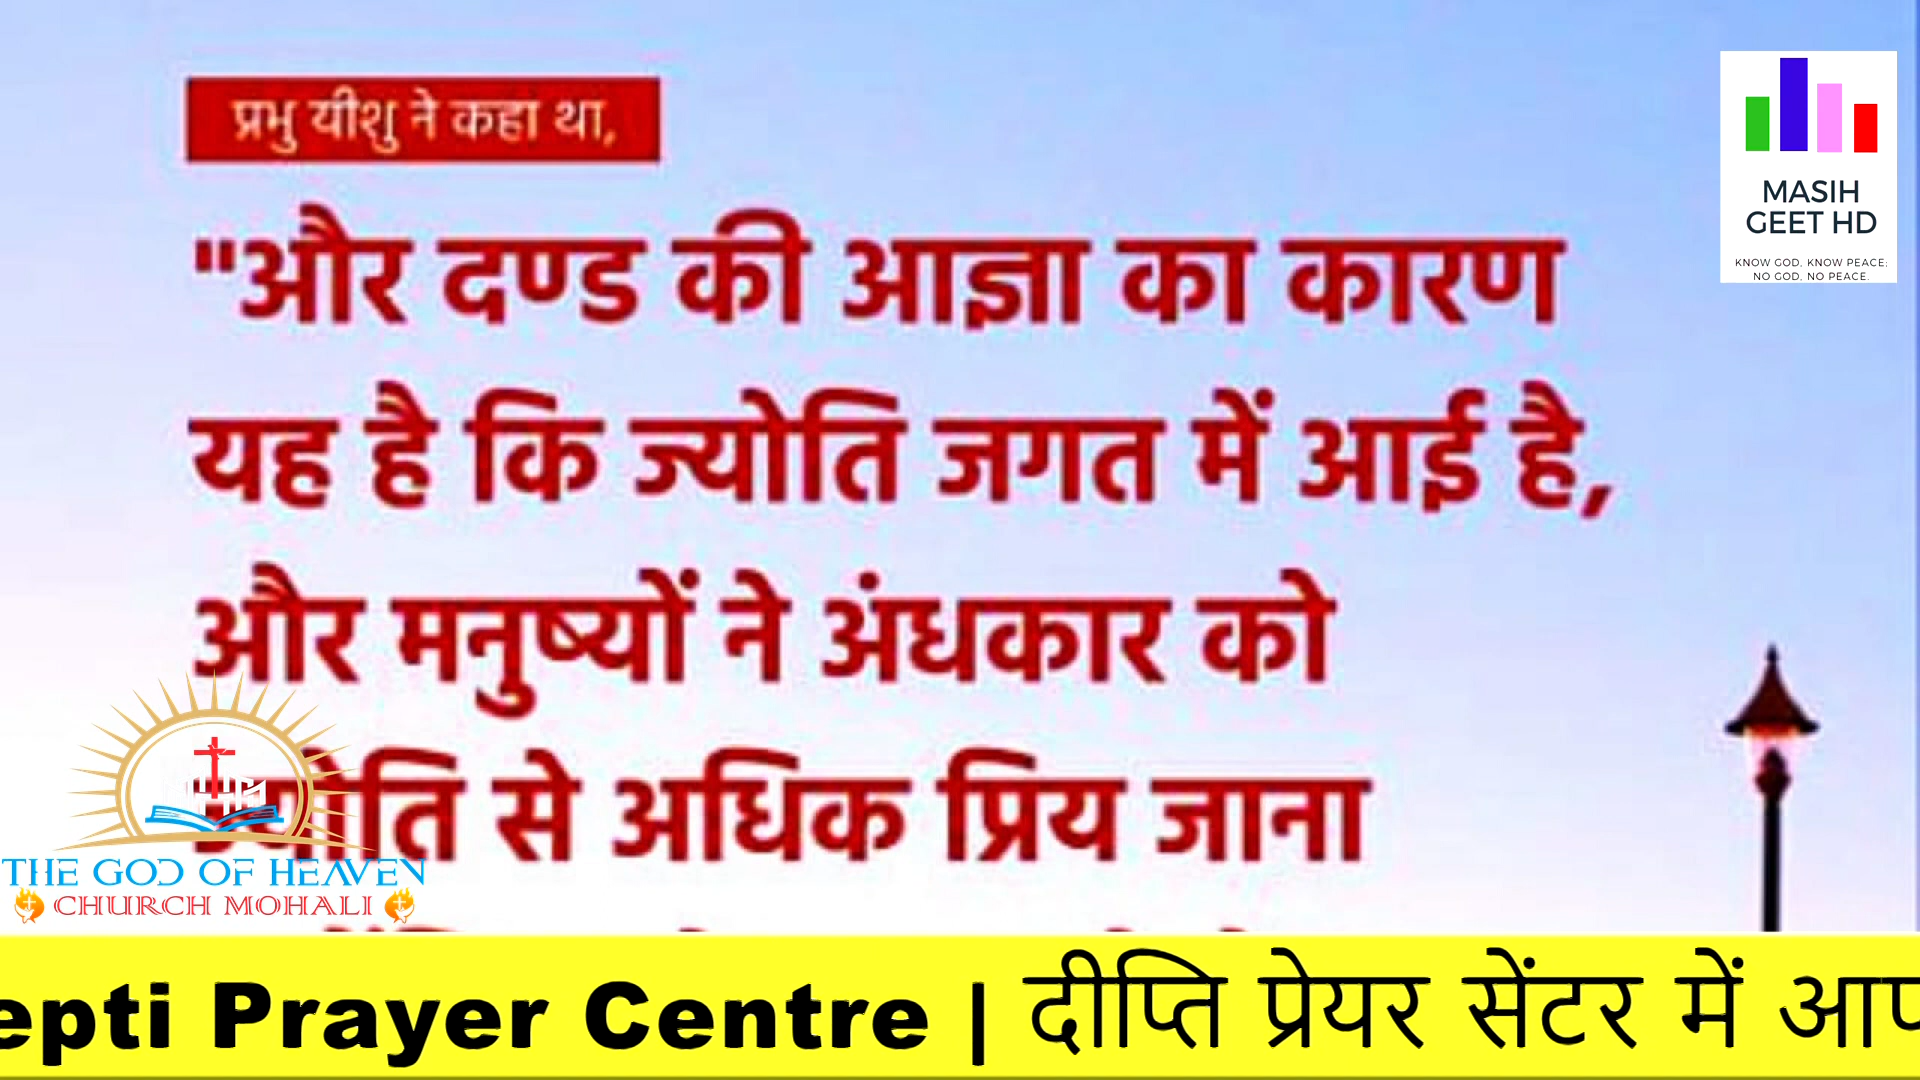 प्रभु यीशु ने कहा था,
"और दण्ड की आज्ञा का कारण
यह है कि ज्योति जगत में आई है,
और मनुष्यों ने अंधकार को
ज्योति से अधिक प्रिय जाना
MASIH
GEET HD
KNOW GOD, KNOW PEACE;
NO GOD, NO PEACE.
THE GOD OF HEAVEN
CHURCH MOHALI
epti Prayer Centre | दीप्ति प्रेयर सेंटर में आप